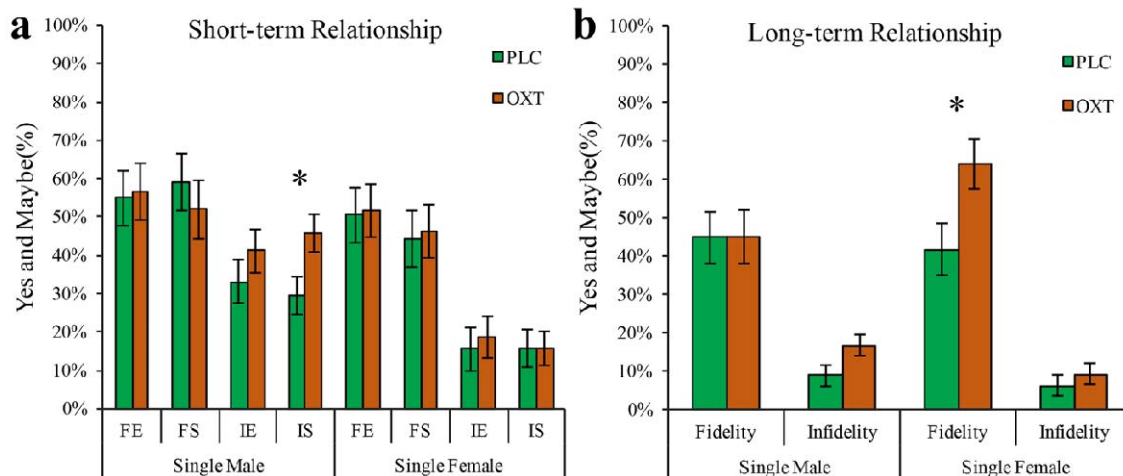 a
Short-term Relationship
PLC
OXT
Yes and Maybe(%)
100%
90%
80%
70%
60%
50%
40%
30%
20%
10%
0%
*
FE FS IE IS FE FS IE IS
Single Male Single Female
b
Long-term Relationship
PLC
OXT
Yes and Maybe(%)
100%
90%
80%
70%
60%
50%
40%
30%
20%
10%
0%
*
Fidelity Infidelity Fidelity Infidelity
Single Male Single Female